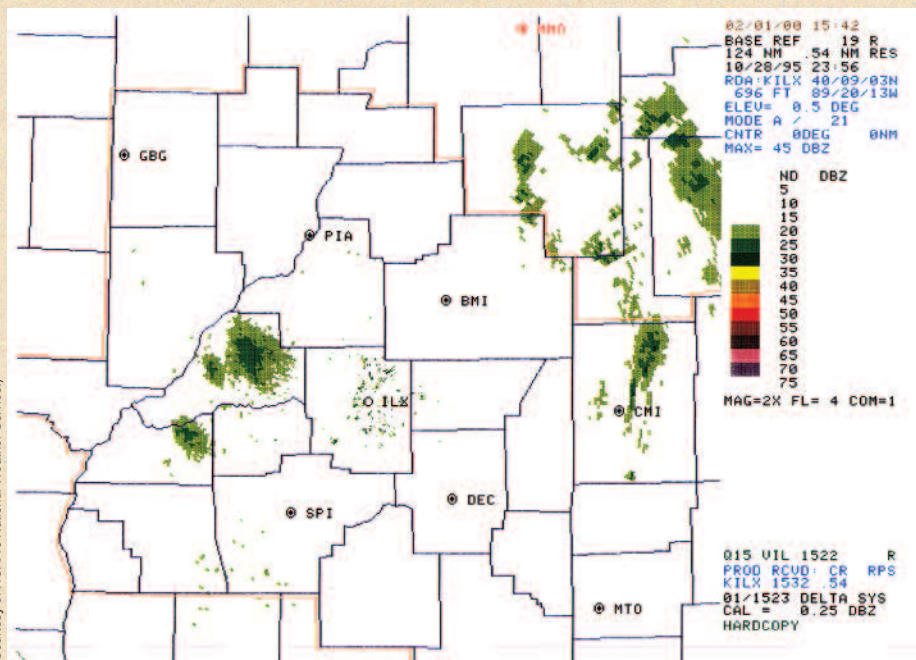 MMO
GBG
PIA
BMI
ILX
CMI
SPI
DEC
MTO
02/01/00 15:42
BASE REF 19 R
124 NM .54 NM RES
10/28/95 23:56
RDA:KILX 40/09/03N
696 FT 89/20/13W
ELEV= 0.5 DEG
MODE A / 21
CNTR 0DEG 0NM
MAX= 45 DBZ
ND DBZ
5
10
15
20
25
30
35
40
45
50
55
60
65
70
75
MAG=2X FL= 4 COM=1
Q15 VIL 1522 R
PROD RCVD: CR RPS
KILX 1532 .54
01/1523 DELTA SYS
CAL = 0.25 DBZ
HARDCOPY